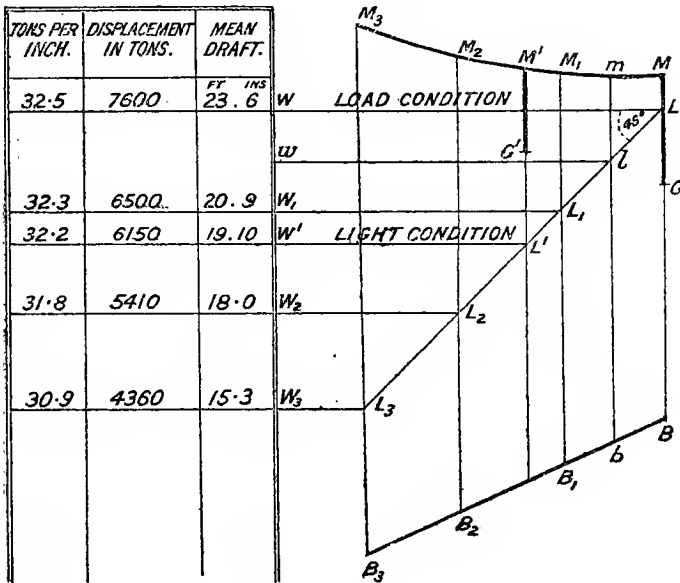 TONS PER INCH. DISPLACEMENT IN TONS. MEAN DRAFT.
FT INS
32.5 7600 23.6 W LOAD CONDITION
w
32.3 6500 20.9 W₁
32.2 6150 19.10 W' LIGHT CONDITION
31.8 5410 18.0 W₂
30.9 4360 15.3 W₃
M₃ M₂ M' M₁ m M
L
45°
G' l G
L₁
L'
L₂
L₃
B
b
B₁
B₂
B₃